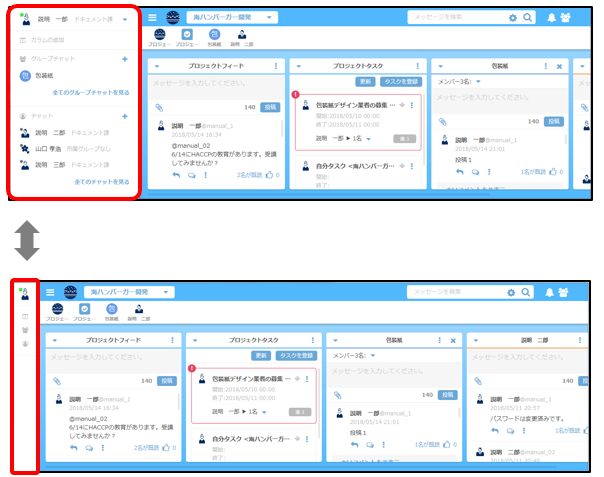 説明 一郎 ドキュメント課
海ハンバーガー開発
メッセージを検索
カラムの追加
グループチャット
包装紙
全てのグループチャットを見る
チャット
説明 二郎 ドキュメント課
山口 孝浩 所属グループなし
説明 三郎 ドキュメント課
全てのチャットを見る
プロジェ… プロジェ… 包装紙 説明 二郎
プロジェクトフィード
メッセージを入力してください。
140 投稿
説明 一郎@manual_1
2018/05/14 16:34
@manual_02
6/14にHACCPの教育があります。受講
してみませんか？
2名が既読 0
プロジェクトタスク
更新 タスクを登録
包装紙デザイン業者の募集 …
開始:2018/05/10 00:00
終了:2018/05/11 00:00
説明 一郎 ▶ 1名
自分タスク <海ハンバーガ…
開始:
終了:
包装紙
メンバー3名:
メッセージを入力してください。
140 投稿
説明 一郎@manual_1
2018/05/14 21:01
投稿 1
1名が既読 0
海ハンバーガー開発
メッセージを検索
プロジェ… プロジェ… 包装紙 説明 二郎
プロジェクトフィード
メッセージを入力してください。
140 投稿
説明 一郎@manual_1
2018/05/14 16:34
@manual_02
6/14にHACCPの教育があります。受講
してみませんか？
2名が既読 0
プロジェクトタスク
更新 タスクを登録
包装紙デザイン業者の募集 …
開始:2018/05/10 00:00
終了:2018/05/11 00:00
説明 一郎 ▶ 1名
自分タスク <海ハンバーガ…
開始:
包装紙
メンバー3名:
メッセージを入力してください。
140 投稿
説明 一郎@manual_1
2018/05/14 21:01
投稿 1
1名が既読 0
説明 二郎
メッセージを入力してください。
140
説明 一郎@manual_1
2018/05/11 20:57
パスワードは変更済みです。
1名が既読
説明 二郎@manual_02